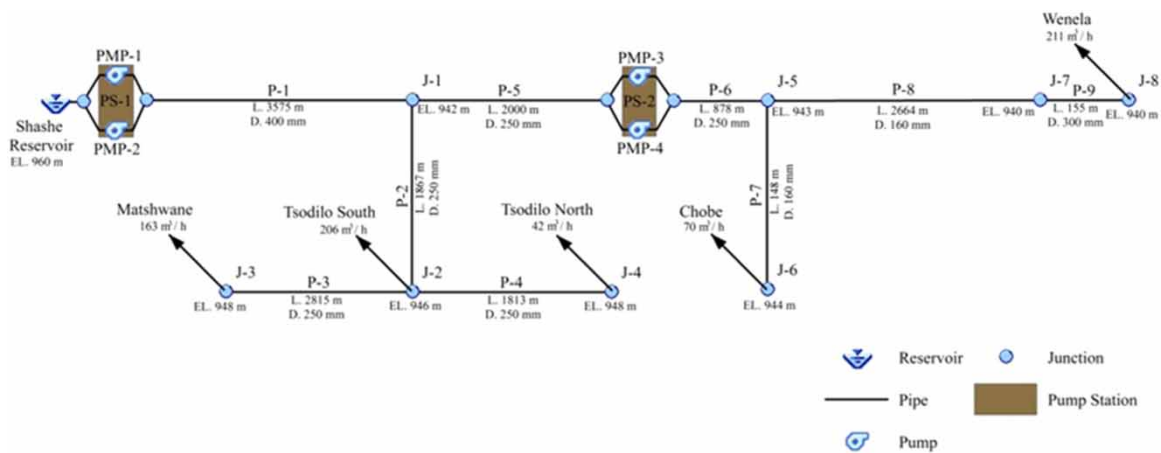 Wenela
211 m³/h
PMP-1
PMP-3
J-1
J-5
J-7
J-8
P-1
P-5
P-6
P-8
P-9
PS-1
PS-2
L. 3575 m
D. 400 mm
EL. 942 m
L. 2000 m
D. 250 mm
L. 878 m
D. 250 mm
EL. 943 m
L. 2664 m
D. 160 mm
EL. 940 m
L. 155 m
D. 300 mm
EL. 940 m
Shashe
Reservoir
EL. 960 m
PMP-2
PMP-4
P-2
L. 1867 m
D. 250 mm
P-7
L. 148 m
D. 160 mm
Matshwane
163 m³/h
Tsodilo South
206 m³/h
Tsodilo North
42 m³/h
Chobe
70 m³/h
J-3
P-3
J-2
P-4
J-4
J-6
EL. 948 m
L. 2815 m
D. 250 mm
EL. 946 m
L. 1813 m
D. 250 mm
EL. 948 m
EL. 944 m
Reservoir
Junction
Pipe
Pump Station
Pump